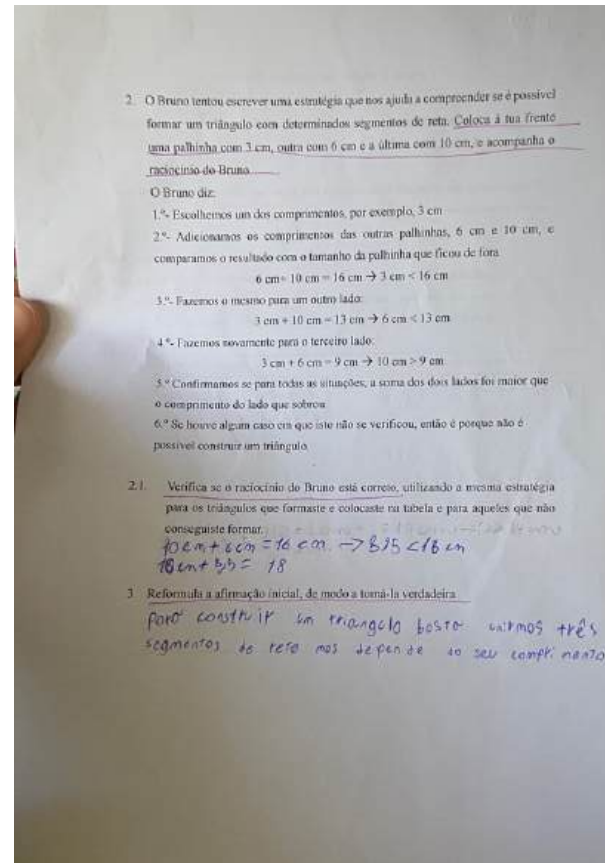 2. O Bruno tentou escrever uma estratégia que nos ajuda a compreender se é possível
formar um triângulo com determinados segmentos de reta. Coloca à tua frente
uma palhinha com 3 cm, outra com 6 cm e a última com 10 cm, e acompanha o
raciocínio do Bruno.
O Bruno diz:
1.º- Escolhemos um dos comprimentos, por exemplo, 3 cm
2.º- Adicionamos os comprimentos das outras palhinhas, 6 cm e 10 cm, e
comparamos o resultado com o tamanho da palhinha que ficou de fora
6 cm+ 10 cm = 16 cm → 3 cm < 16 cm
3.º- Fazemos o mesmo para um outro lado:
3 cm + 10 cm = 13 cm → 6 cm < 13 cm
4.º- Fazemos novamente para o terceiro lado:
3 cm + 6 cm = 9 cm → 10 cm > 9 cm
5.º Confirmamos se para todas as situações, a soma dos dois lados foi maior que
o comprimento do lado que sobrou
6.º Se houve algum caso em que isto não se verificou, então é porque não é
possível construir um triângulo.
2.1. Verifica se o raciocínio do Bruno está correto, utilizando a mesma estratégia
para os triângulos que formaste e colocaste na tabela e para aqueles que não
conseguiste formar.
10 cm + 6 cm = 16 cm →
= 18
3. Reformula a afirmação inicial, de modo a torná-la verdadeira
para construir um triangulo basta unirmos três
segmentos de reta mas depende do seu comprimento